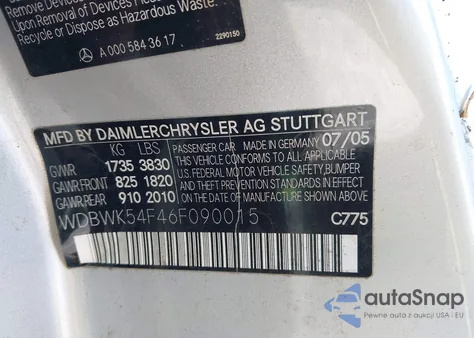 Remove Devices
Upon Removal of Devices Please
Recycle or Dispose as Hazardous Waste.
A 000 584 36 17
2290150
MFD BY DAIMLERCHRYSLER AG STUTTGART
KG LBS PASSENGER CAR MADE IN GERMANY 07/05
GVWR 1735 3830 THIS VEHICLE CONFORMS TO ALL APPLICABLE
GAWR FRONT 825 1820 U.S. FEDERAL MOTOR VEHICLE SAFETY, BUMPER
GAWR REAR 910 2010 AND THEFT PREVENTION STANDARDS IN EFFECT
ON THE DATE OF MANUFACTURE SHOWN ABOVE
WDBWK54F46F090015 C775
autoSnap
Pewne auta z aukcji USA i EU